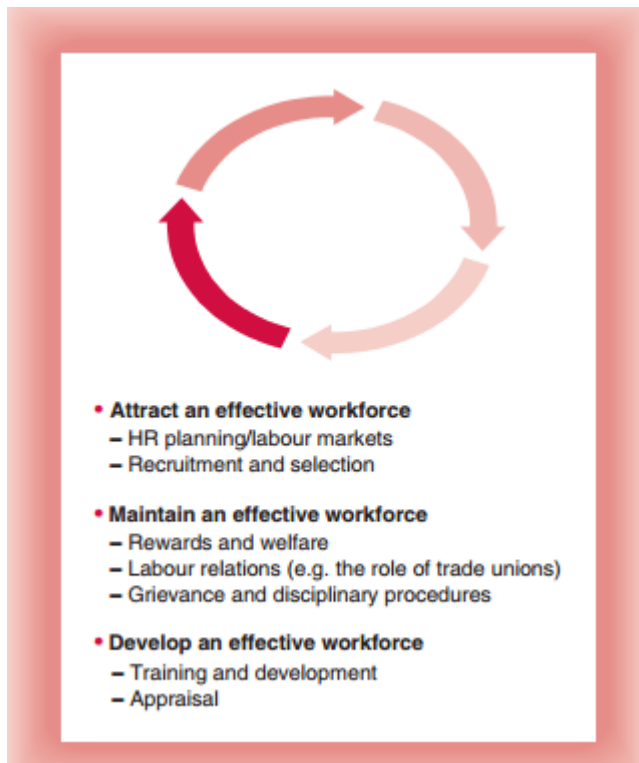 • Attract an effective workforce
– HR planning/labour markets
– Recruitment and selection
• Maintain an effective workforce
– Rewards and welfare
– Labour relations (e.g. the role of trade unions)
– Grievance and disciplinary procedures
• Develop an effective workforce
– Training and development
– Appraisal